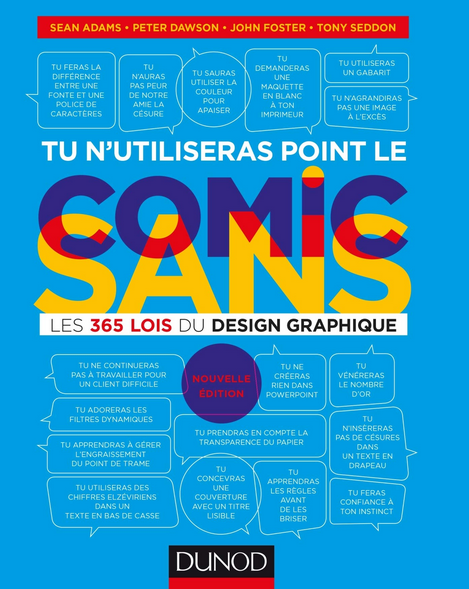 SEAN ADAMS • PETER DAWSON • JOHN FOSTER • TONY SEDDON
TU FERAS LA
DIFFÉRENCE
ENTRE UNE
FONTE ET UNE
POLICE DE
CARACTÈRES
TU
N'AURAS
PAS PEUR
DE NOTRE
AMIE LA
CÉSURE
TU SAURAS
UTILISER LA
COULEUR
POUR
APAISER
TU
DEMANDERAS
UNE
MAQUETTE
EN BLANC
À TON
IMPRIMEUR
TU UTILISERAS
UN GABARIT
TU N'AGRANDIRAS
PAS UNE IMAGE
À L'EXCÈS
TU N'UTILISERAS POINT LE
COMIC
SANS
LES 365 LOIS DU DESIGN GRAPHIQUE
TU NE CONTINUERAS
PAS À TRAVAILLER POUR
UN CLIENT DIFFICILE
NOUVELLE
ÉDITION
TU NE
CRÉERAS
RIEN DANS
POWERPOINT
TU
VÉNÉRERAS
LE NOMBRE
D'OR
TU ADORERAS LES
FILTRES DYNAMIQUES
TU PRENDRAS EN COMPTE LA
TRANSPARENCE DU PAPIER
TU
N'INSÈRERAS
PAS DE CÉSURES
DANS
UN TEXTE EN
DRAPEAU
TU APPRENDRAS À GÉRER
L'ENGRAISSEMENT
DU POINT DE TRAME
TU UTILISERAS DES
CHIFFRES ELZÉVIRIENS
DANS UN
TEXTE EN BAS DE CASSE
TU
CONCEVRAS
UNE
COUVERTURE
AVEC UN TITRE
LISIBLE
TU
APPRENDRAS
LES RÈGLES
AVANT
DE LES
BRISER
TU FERAS
CONFIANCE À
TON INSTINCT
DUNOD